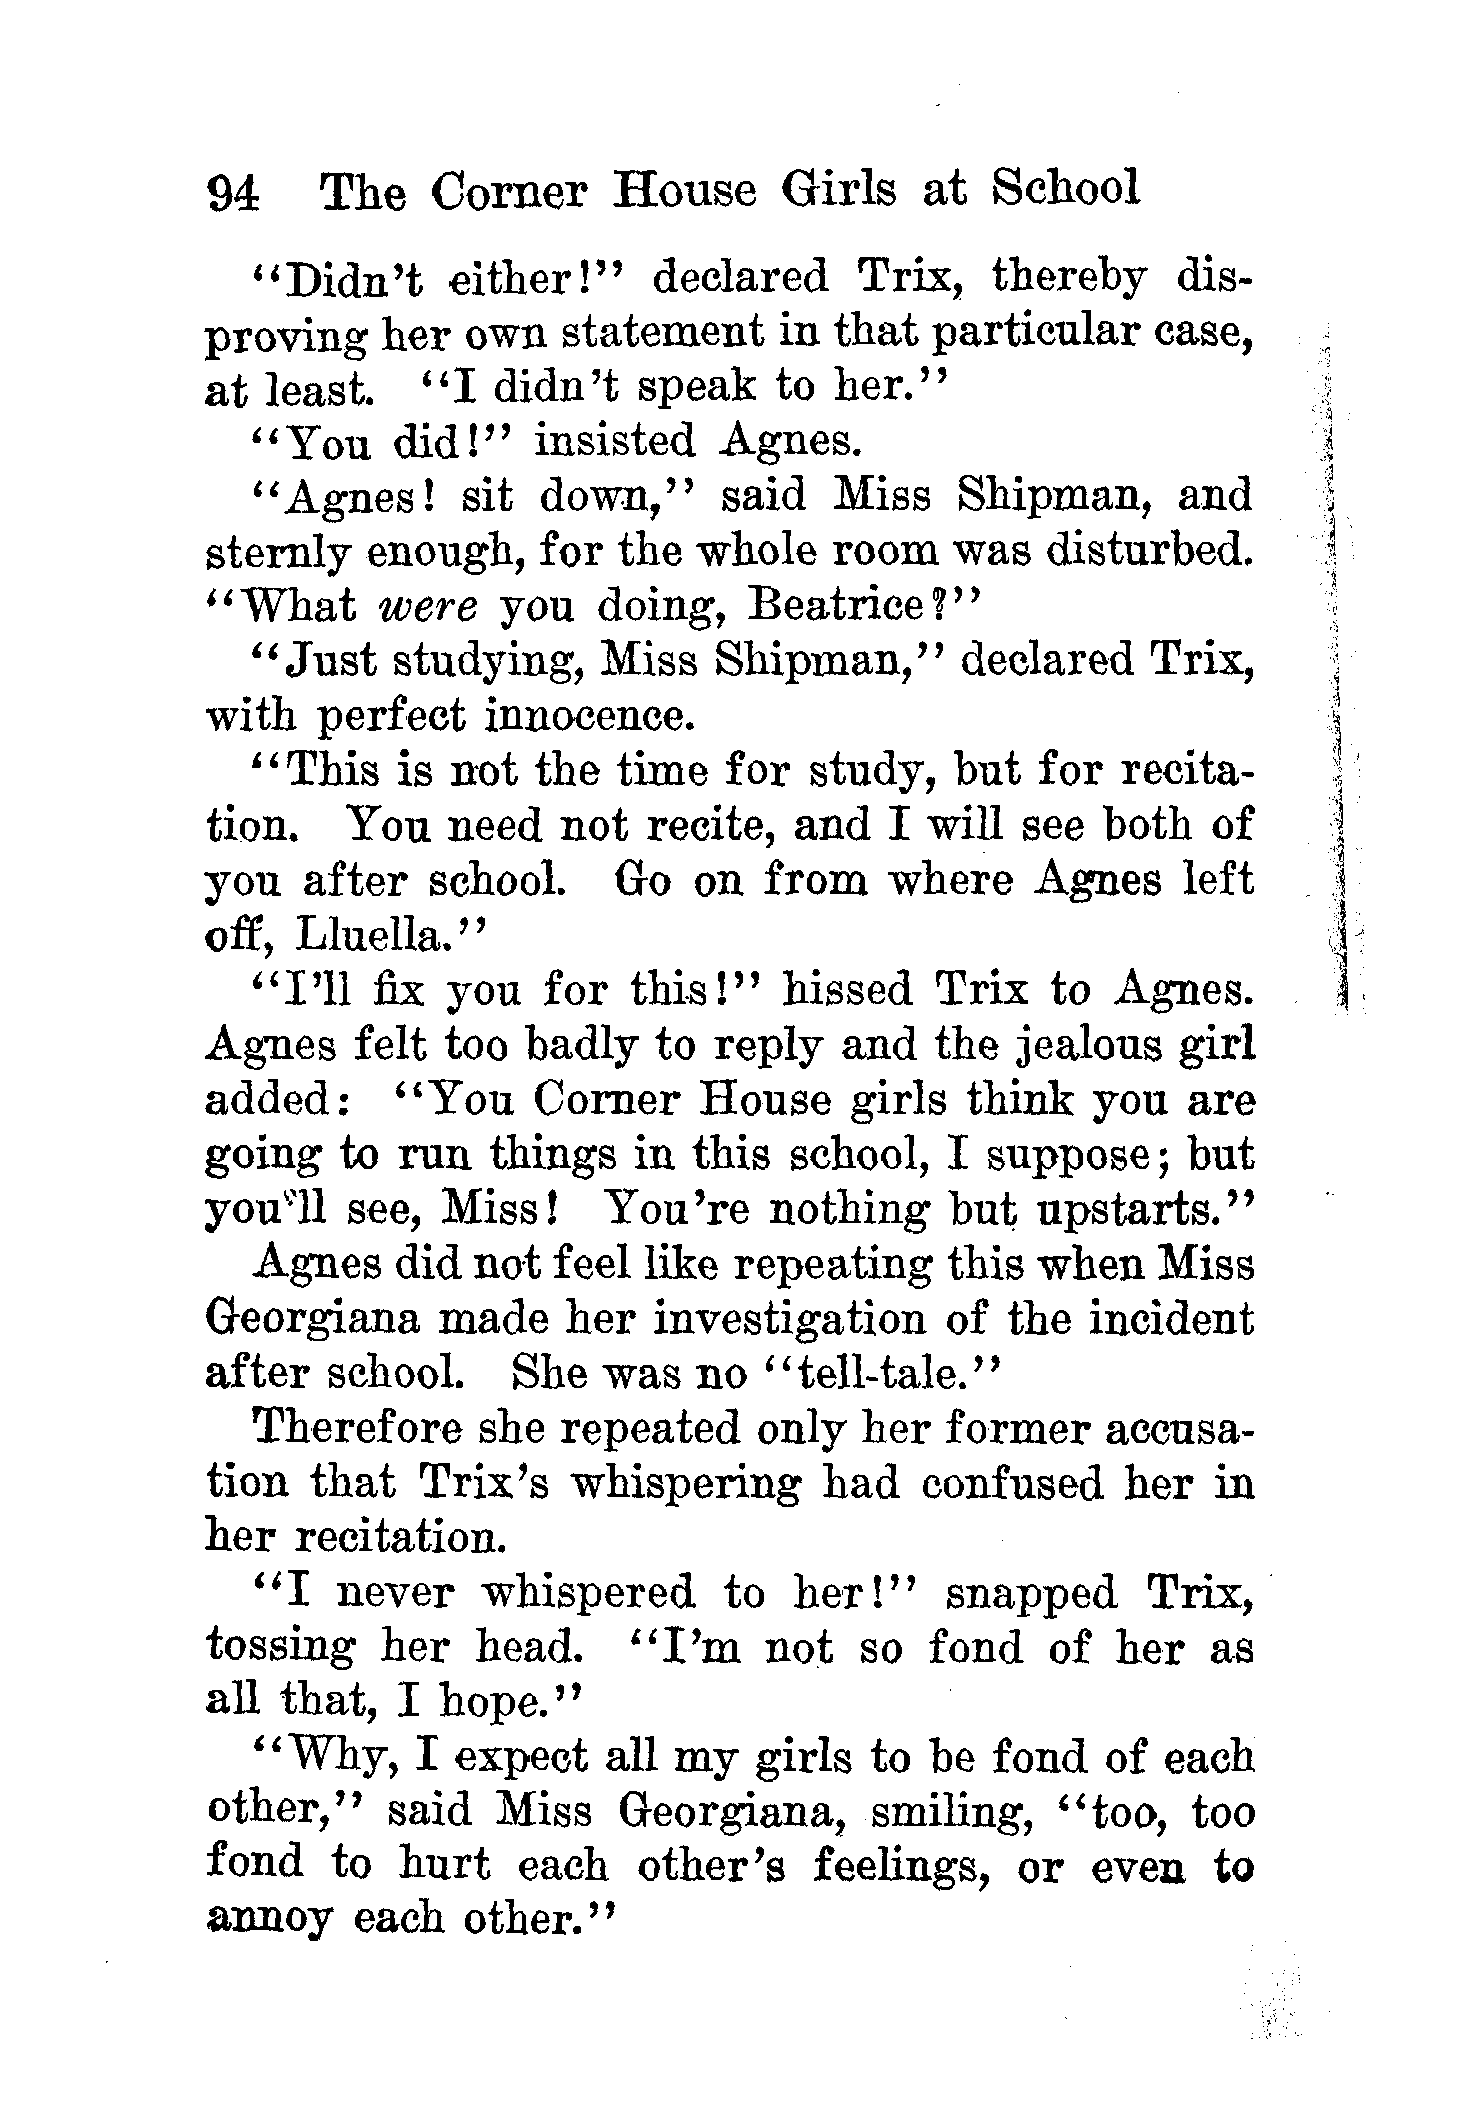 94 The Corner House Girls at School
"Didn't either!" declared Trix, thereby dis-
proving her own statement in that particular case,
at least. "I didn't speak to her."
"You did!" insisted Agnes.
"Agnes! sit down," said Miss Shipman, and
sternly enough, for the whole room was disturbed.
"What were you doing, Beatrice?"
"Just studying, Miss Shipman," declared Trix,
with perfect innocence.
"This is not the time for study, but for recita-
tion. You need not recite, and I will see both of
you after school. Go on from where Agnes left
off, Lluella."
"I'll fix you for this!" hissed Trix to Agnes.
Agnes felt too badly to reply and the jealous girl
added: "You Corner House girls think you are
going to run things in this school, I suppose; but
you'll see, Miss! You're nothing but upstarts."
Agnes did not feel like repeating this when Miss
Georgiana made her investigation of the incident
after school. She was no "tell-tale."
Therefore she repeated only her former accusa-
tion that Trix's whispering had confused her in
her recitation.
"I never whispered to her!" snapped Trix,
tossing her head. "I'm not so fond of her as
all that, I hope."
"Why, I expect all my girls to be fond of each
other," said Miss Georgiana, smiling, "too, too
fond to hurt each other's feelings, or even to
annoy each other."